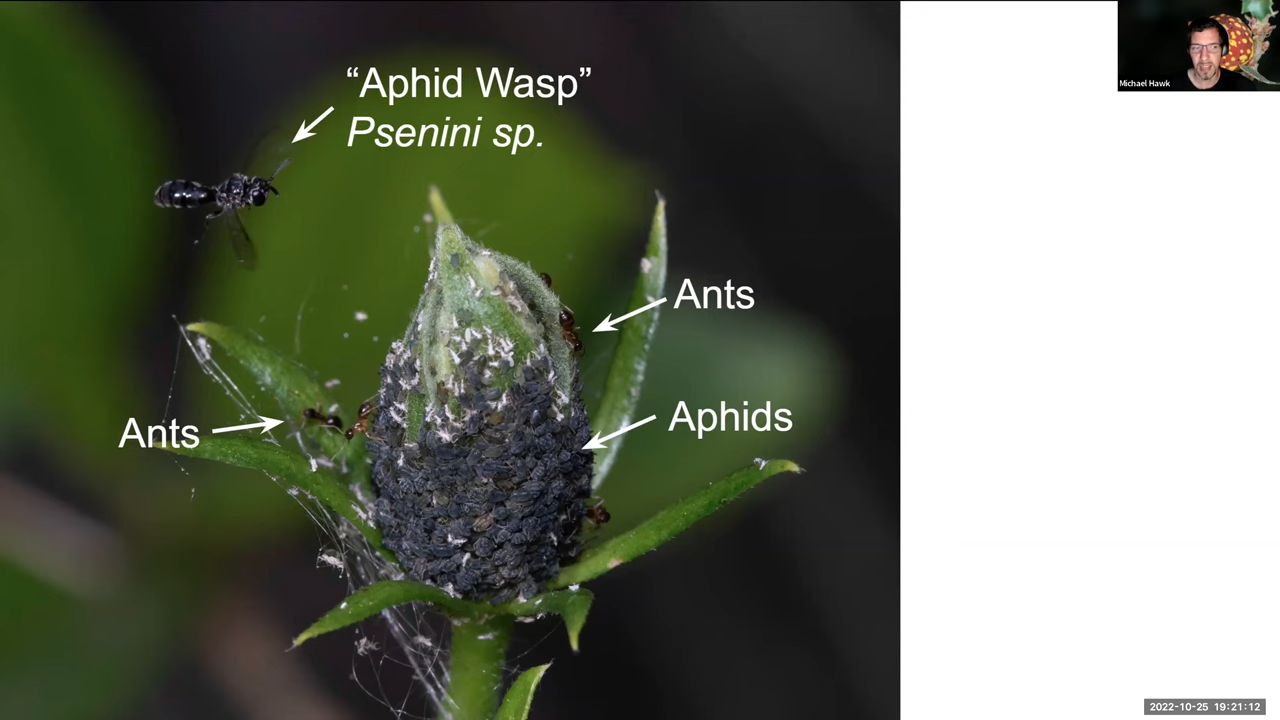 “Aphid Wasp”
Psenini sp.
Ants
Ants
Aphids
Michael Hawk
2022-10-25 19:21:12